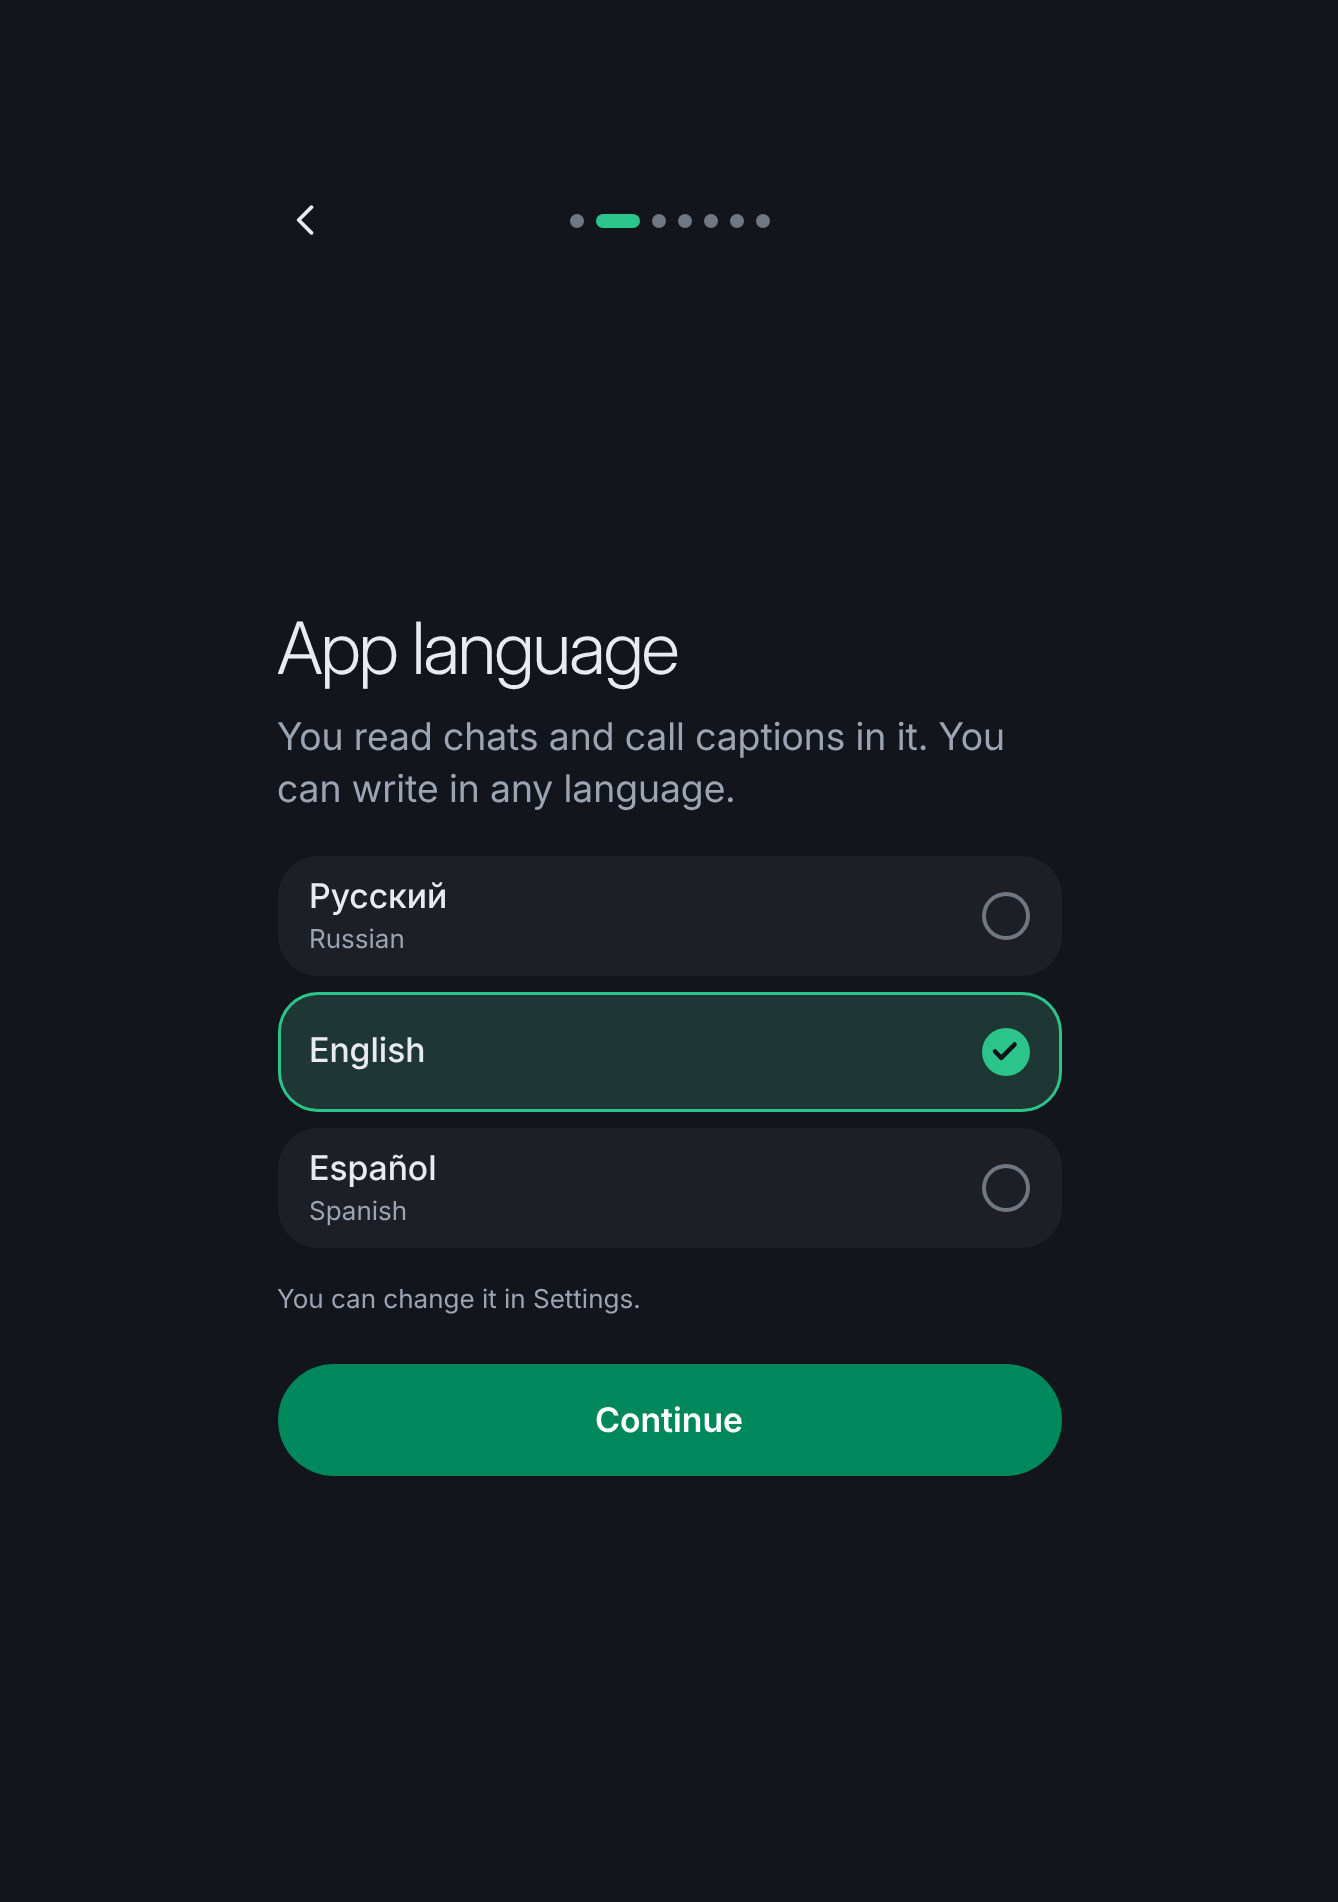 App language
You read chats and call captions in it. You
can write in any language.
Русский
Russian
English
Español
Spanish
You can change it in Settings.
Continue